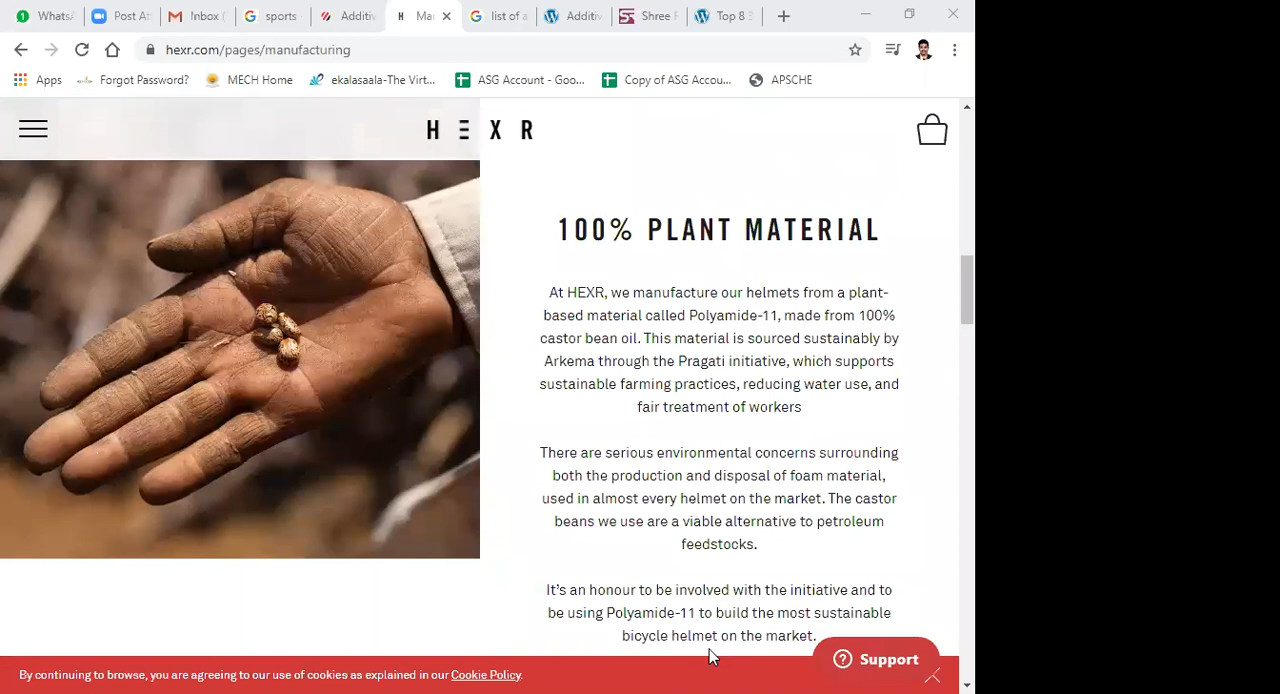 1 WhatsA
Post At
Inbox (
sports
Additiv
H Ma
list of a
Additiv
Shree R
Top 8 3
hexr.com/pages/manufacturing
Apps
Forgot Password?
MECH Home
ekalasaala-The Virt...
ASG Account - Goo...
Copy of ASG Accou...
APSCHE
HEXR
100% PLANT MATERIAL
At HEXR, we manufacture our helmets from a plant-
based material called Polyamide-11, made from 100%
castor bean oil. This material is sourced sustainably by
Arkema through the Pragati initiative, which supports
sustainable farming practices, reducing water use, and
fair treatment of workers
There are serious environmental concerns surrounding
both the production and disposal of foam material,
used in almost every helmet on the market. The castor
beans we use are a viable alternative to petroleum
feedstocks.
It's an honour to be involved with the initiative and to
be using Polyamide-11 to build the most sustainable
bicycle helmet on the market.
Support
By continuing to browse, you are agreeing to our use of cookies as explained in our Cookie Policy.